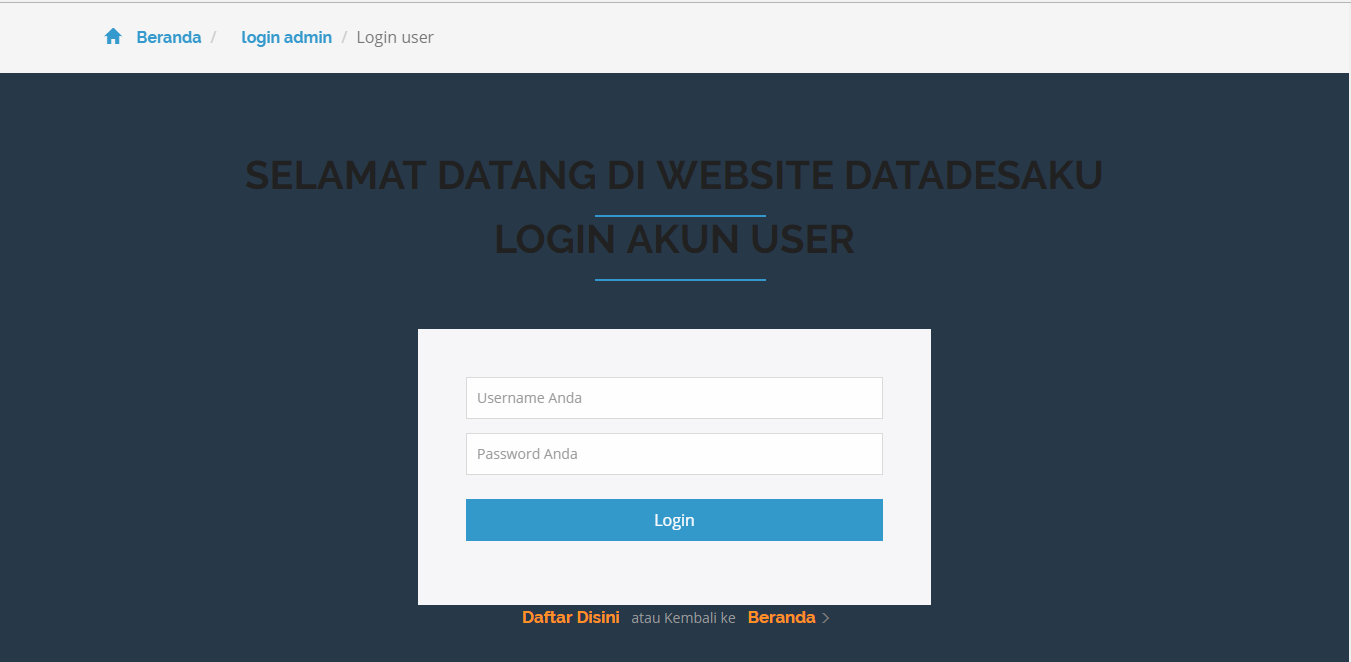 Beranda / login admin / Login user
SELAMAT DATANG DI WEBSITE DATADESAKU
LOGIN AKUN USER
Username Anda
Password Anda
Login
Daftar Disini atau Kembali ke Beranda >